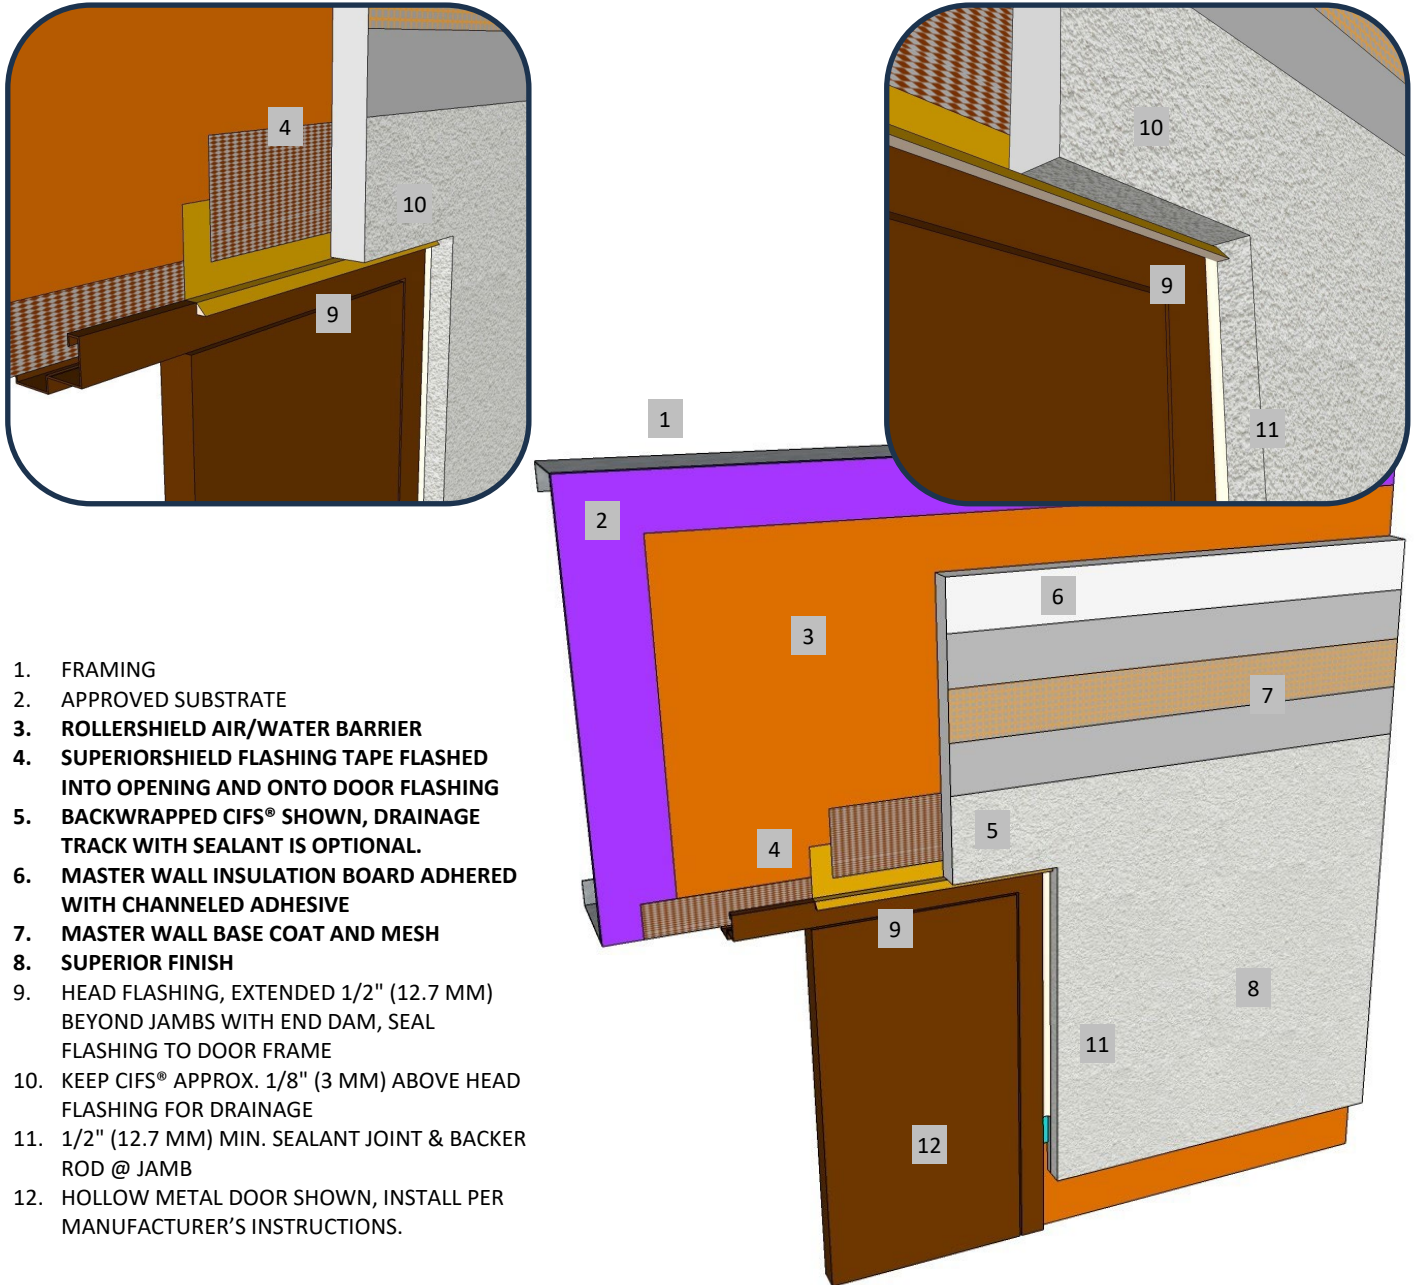 4
10
9
10
9
11
1
2
6
3
7
5
4
9
8
11
12
1. FRAMING
2. APPROVED SUBSTRATE
3. ROLLERSHIELD AIR/WATER BARRIER
4. SUPERIORSHIELD FLASHING TAPE FLASHED
INTO OPENING AND ONTO DOOR FLASHING
5. BACKWRAPPED CIFS® SHOWN, DRAINAGE
TRACK WITH SEALANT IS OPTIONAL.
6. MASTER WALL INSULATION BOARD ADHERED
WITH CHANNELED ADHESIVE
7. MASTER WALL BASE COAT AND MESH
8. SUPERIOR FINISH
9. HEAD FLASHING, EXTENDED 1/2" (12.7 MM)
BEYOND JAMBS WITH END DAM, SEAL
FLASHING TO DOOR FRAME
10. KEEP CIFS® APPROX. 1/8" (3 MM) ABOVE HEAD
FLASHING FOR DRAINAGE
11. 1/2" (12.7 MM) MIN. SEALANT JOINT & BACKER
ROD @ JAMB
12. HOLLOW METAL DOOR SHOWN, INSTALL PER
MANUFACTURER’S INSTRUCTIONS.